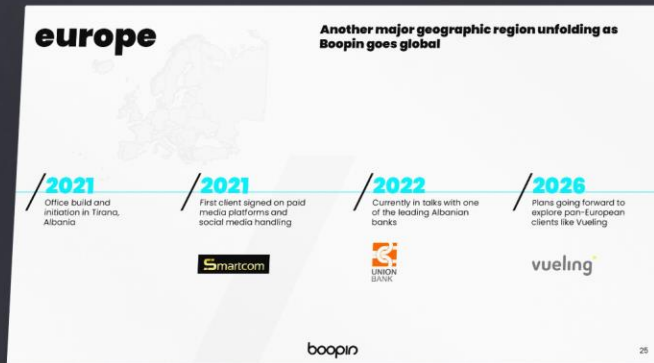 europe
Another major geographic region unfolding as
Boopin goes global
2021
Office build and
initiation in Tirana,
Albania
2021
First client signed on paid
media platforms and
social media handling
Smartcom
2022
Currently in talks with one
of the leading Albanian
banks
UNION
BANK
2026
Plans going forward to
explore pan-European
clients like Vueling
vueling
boopin
25